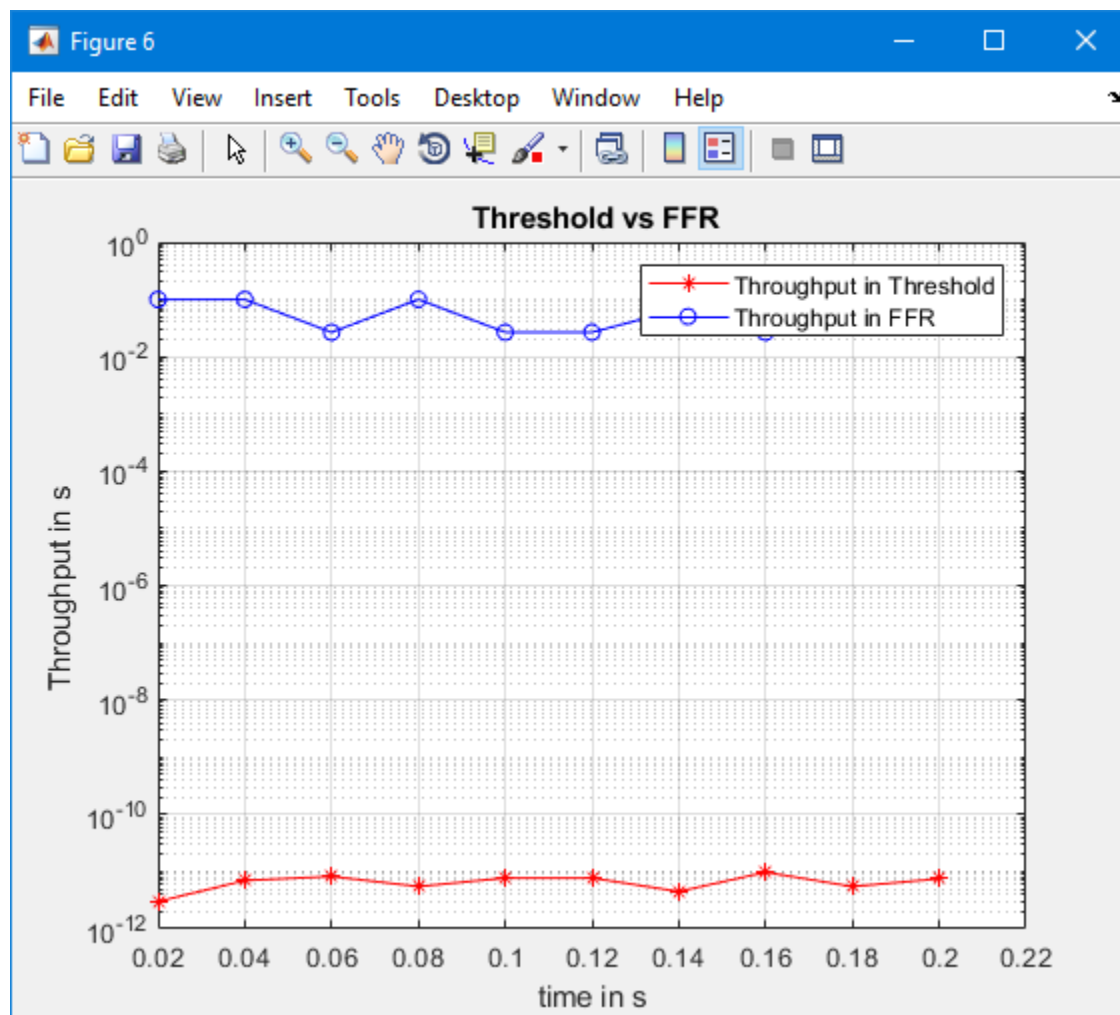 Figure 6
File Edit View Insert Tools Desktop Window Help
Threshold vs FFR
Throughput in Threshold
Throughput in FFR
10^0
10^-2
10^-4
10^-6
10^-8
10^-10
10^-12
Throughput in s
0.02 0.04 0.06 0.08 0.1 0.12 0.14 0.16 0.18 0.2 0.22
time in s